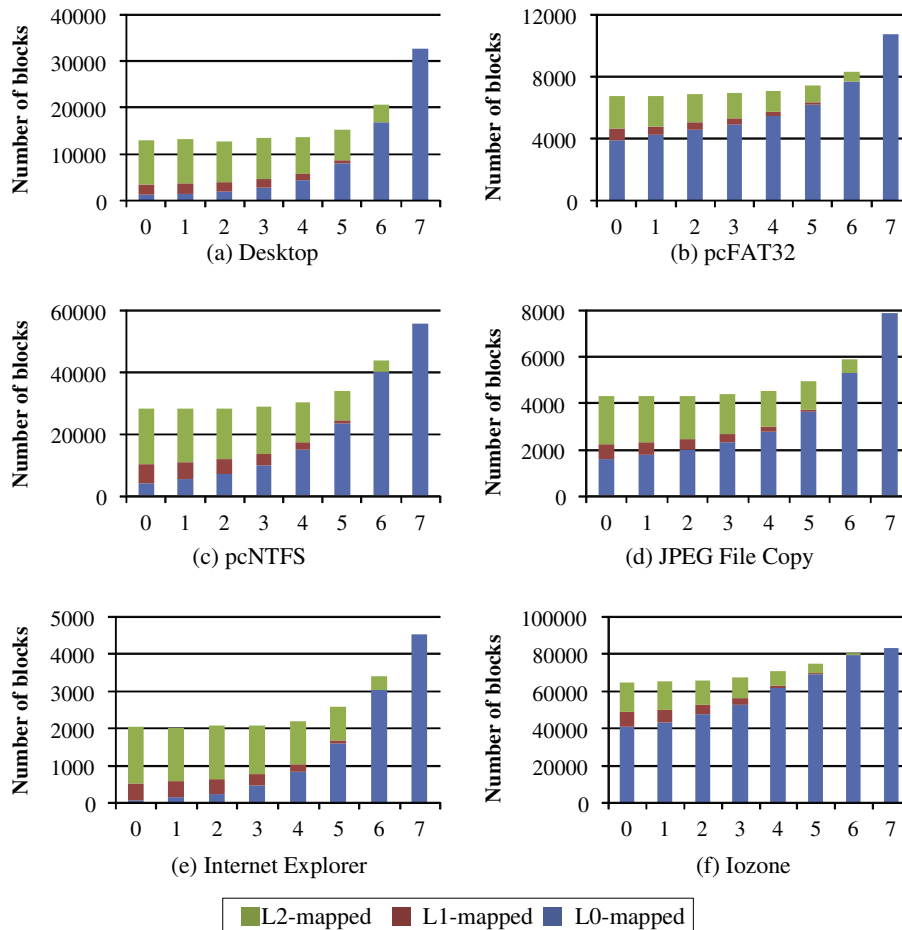 Number of blocks
40000
30000
20000
10000
0
0 1 2 3 4 5 6 7
(a) Desktop
Number of blocks
12000
8000
4000
0
0 1 2 3 4 5 6 7
(b) pcFAT32
Number of blocks
60000
40000
20000
0
0 1 2 3 4 5 6 7
(c) pcNTFS
Number of blocks
8000
6000
4000
2000
0
0 1 2 3 4 5 6 7
(d) JPEG File Copy
Number of blocks
5000
4000
3000
2000
1000
0
0 1 2 3 4 5 6 7
(e) Internet Explorer
Number of blocks
100000
80000
60000
40000
20000
0
0 1 2 3 4 5 6 7
(f) Iozone
L2-mapped L1-mapped L0-mapped